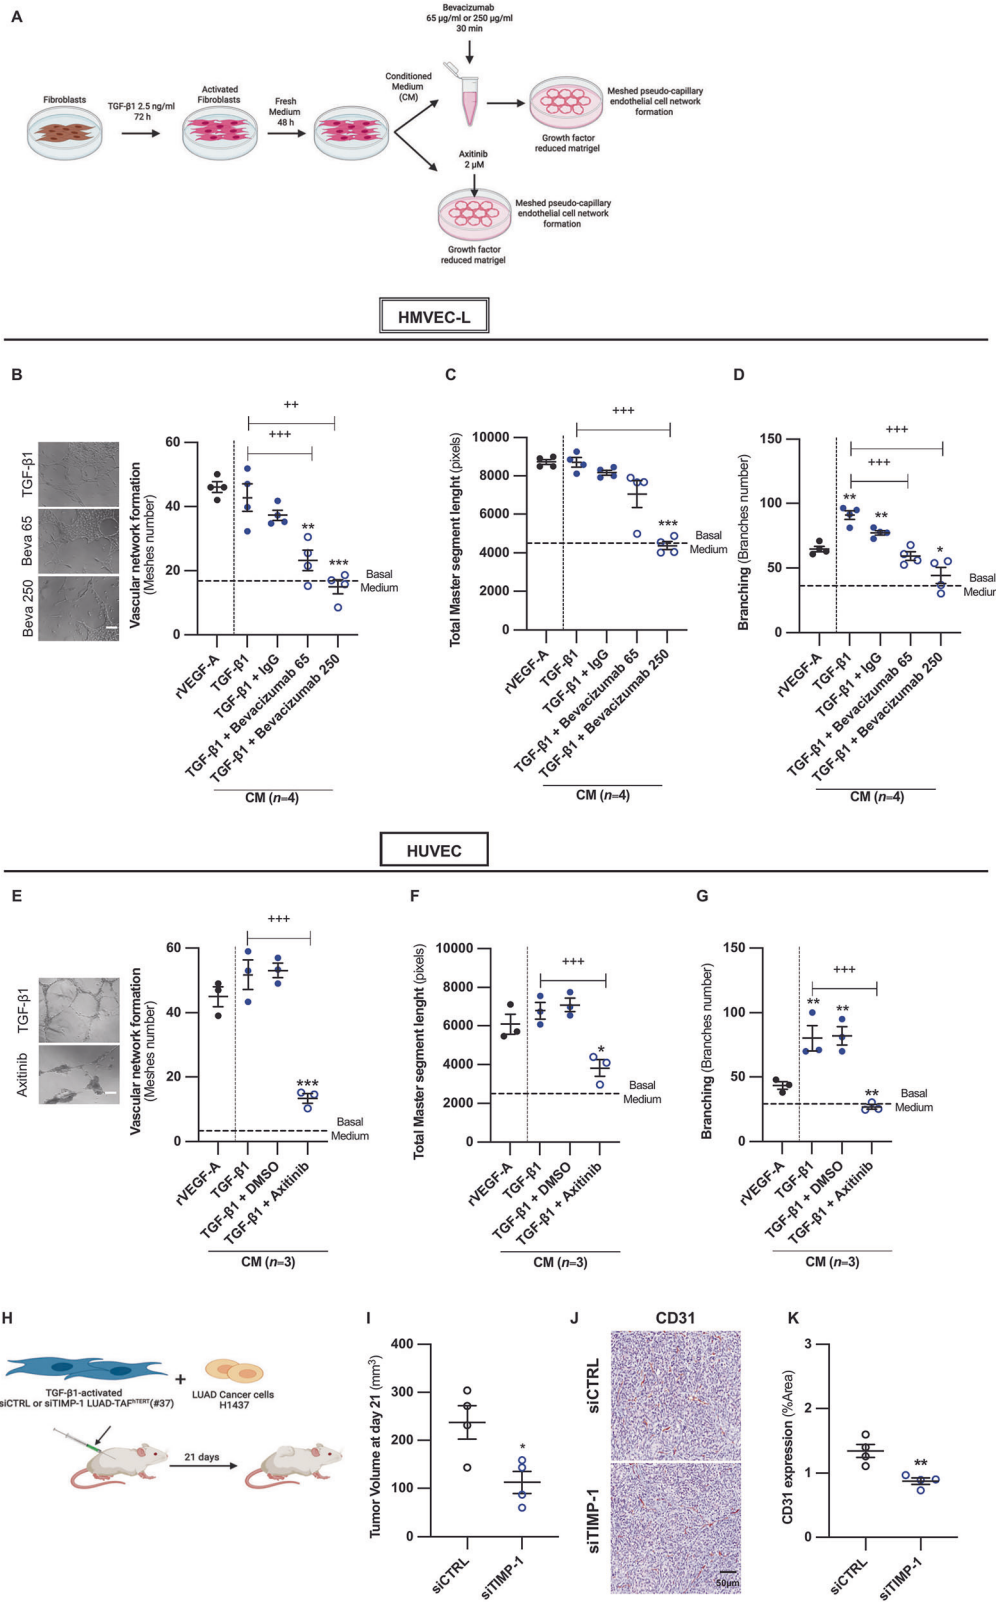 A
Bevacizumab
65 µg/ml or 250 µg/ml
30 min
Fibroblasts
TGF-β1 2.5 ng/ml
72 h
Activated
Fibroblasts
Fresh
Medium
48 h
Conditioned
Medium
(CM)
Meshed pseudo-capillary
endothelial cell network
formation
Growth factor
reduced matrigel
Axitinib
2 µM
Meshed pseudo-capillary
endothelial cell network
formation
Growth factor
reduced matrigel
HMVEC-L
B
TGF-β1
Beva 65
Beva 250
Vascular network formation
(Meshes number)
60
40
20
0
++
+++
**
***
Basal
Medium
rVEGF-A
TGF-β1
TGF-β1 + IgG
TGF-β1 + Bevacizumab 65
TGF-β1 + Bevacizumab 250
CM (n=4)
C
Total Master segment lenght (pixels)
10000
8000
6000
4000
2000
0
+++
***
Basal
Medium
rVEGF-A
TGF-β1
TGF-β1 + IgG
TGF-β1 + Bevacizumab 65
TGF-β1 + Bevacizumab 250
CM (n=4)
D
Branching (Branches number)
150
100
50
0
+++
+++
**
**
*
Basal
Mediur
rVEGF-A
TGF-β1
TGF-β1 + IgG
TGF-β1 + Bevacizumab 65
TGF-β1 + Bevacizumab 250
CM (n=4)
HUVEC
E
TGF-β1
Axitinib
Vascular network formation
(Meshes number)
60
40
20
0
+++
***
Basal
Medium
rVEGF-A
TGF-β1
TGF-β1 + DMSO
TGF-β1 + Axitinib
CM (n=3)
F
Total Master segment lenght (pixels)
10000
8000
6000
4000
2000
0
+++
*
Basal
Medium
rVEGF-A
TGF-β1
TGF-β1 + DMSO
TGF-β1 + Axitinib
CM (n=3)
G
Branching (Branches number)
150
100
50
0
+++
**
**
**
Basal
Medium
rVEGF-A
TGF-β1
TGF-β1 + DMSO
TGF-β1 + Axitinib
CM (n=3)
H
+
TGF-β1-activated
siCTRL or siTIMP-1 LUAD-TAFhTERT(#37)
LUAD Cancer cells
H1437
21 days
I
Tumor Volume at day 21 (mm3)
400
300
200
100
0
*
siCTRL
siTIMP-1
J
CD31
siCTRL
siTIMP-1
50µm
K
CD31 expression (%Area)
3
2
1
0
**
siCTRL
siTIMP-1